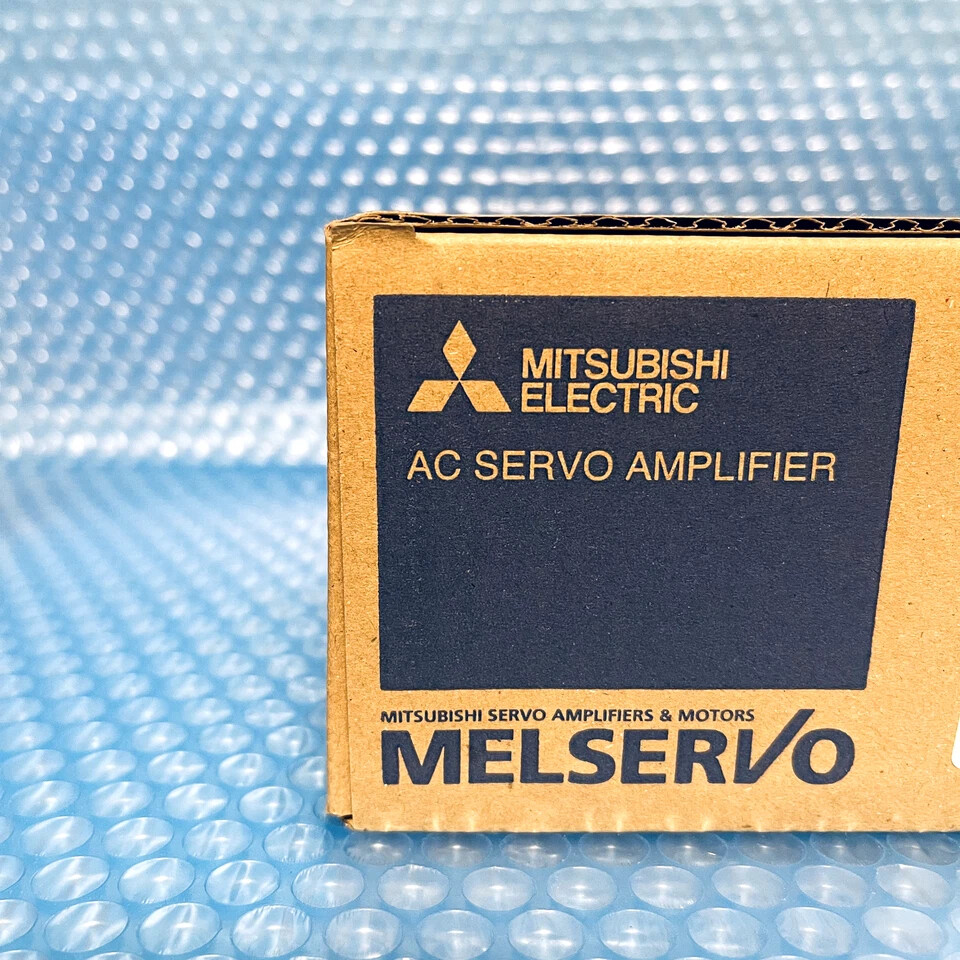 MITSUBISHI
ELECTRIC
AC SERVO AMPLIFIER
MITSUBISHI SERVO AMPLIFIERS & MOTORS
MELSERVO